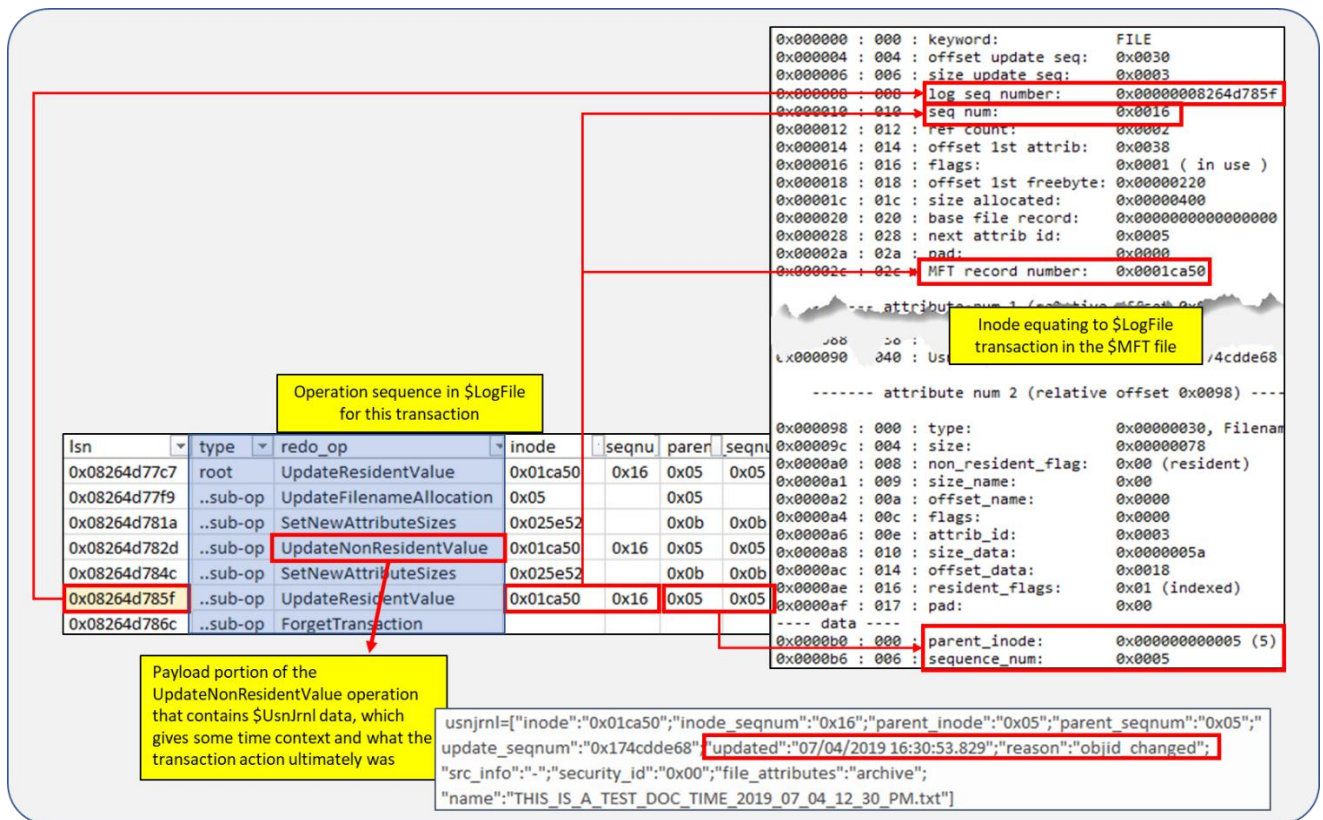 0x000000 : 000 : keyword: FILE
0x000004 : 004 : offset update seq: 0x0030
0x000006 : 006 : size update seq: 0x0003
0x000008 : 008 : log seq number: 0x00000008264d785f
0x000010 : 010 : seq num: 0x0016
0x000012 : 012 : ref count: 0x0002
0x000014 : 014 : offset 1st attrib: 0x0038
0x000016 : 016 : flags: 0x0001 ( in use )
0x000018 : 018 : offset 1st freebyte: 0x00000220
0x00001c : 01c : size allocated: 0x00000400
0x000020 : 020 : base file record: 0x0000000000000000
0x000028 : 028 : next attrib id: 0x0005
0x00002a : 02a : pad: 0x0000
0x00002c : 02c : MFT record number: 0x0001ca50
Inode equating to $LogFile
transaction in the $MFT file
x000090 040 :
------- attribute num 2 (relative offset 0x0098) ----
0x000098 : 000 : type: 0x00000030, Filenam
0x00009c : 004 : size: 0x00000078
0x0000a0 : 008 : non_resident_flag: 0x00 (resident)
0x0000a1 : 009 : size_name: 0x00
0x0000a2 : 00a : offset_name: 0x0000
0x0000a4 : 00c : flags: 0x0000
0x0000a6 : 00e : attrib_id: 0x0003
0x0000a8 : 010 : size_data: 0x0000005a
0x0000ac : 014 : offset_data: 0x0018
0x0000ae : 016 : resident_flags: 0x01 (indexed)
0x0000af : 017 : pad: 0x00
---- data ----
0x0000b0 : 000 : parent_inode: 0x000000000005 (5)
0x0000b6 : 006 : sequence_num: 0x0005
Operation sequence in $LogFile
for this transaction
lsn type redo_op inode seqnu paren seqnu
0x08264d77c7 root UpdateResidentValue 0x01ca50 0x16 0x05 0x05
0x08264d77f9 ..sub-op UpdateFilenameAllocation 0x05 0x05
0x08264d781a ..sub-op SetNewAttributeSizes 0x025e52 0x0b 0x0b
0x08264d782d ..sub-op UpdateNonResidentValue 0x01ca50 0x16 0x05 0x05
0x08264d784c ..sub-op SetNewAttributeSizes 0x025e52 0x0b 0x0b
0x08264d785f ..sub-op UpdateResidentValue 0x01ca50 0x16 0x05 0x05
0x08264d786c ..sub-op ForgetTransaction
Payload portion of the
UpdateNonResidentValue operation
that contains $UsnJrnl data, which
gives some time context and what the
transaction action ultimately was
usnjrnl=["inode":"0x01ca50";"inode_seqnum":"0x16";"parent_inode":"0x05";"parent_seqnum":"0x05";"
update_seqnum":"0x174cdde68";"updated":"07/04/2019 16:30:53.829";"reason":"objid_changed";
"src_info":"-";"security_id":"0x00";"file_attributes":"archive";
"name":"THIS_IS_A_TEST_DOC_TIME_2019_07_04_12_30_PM.txt"]